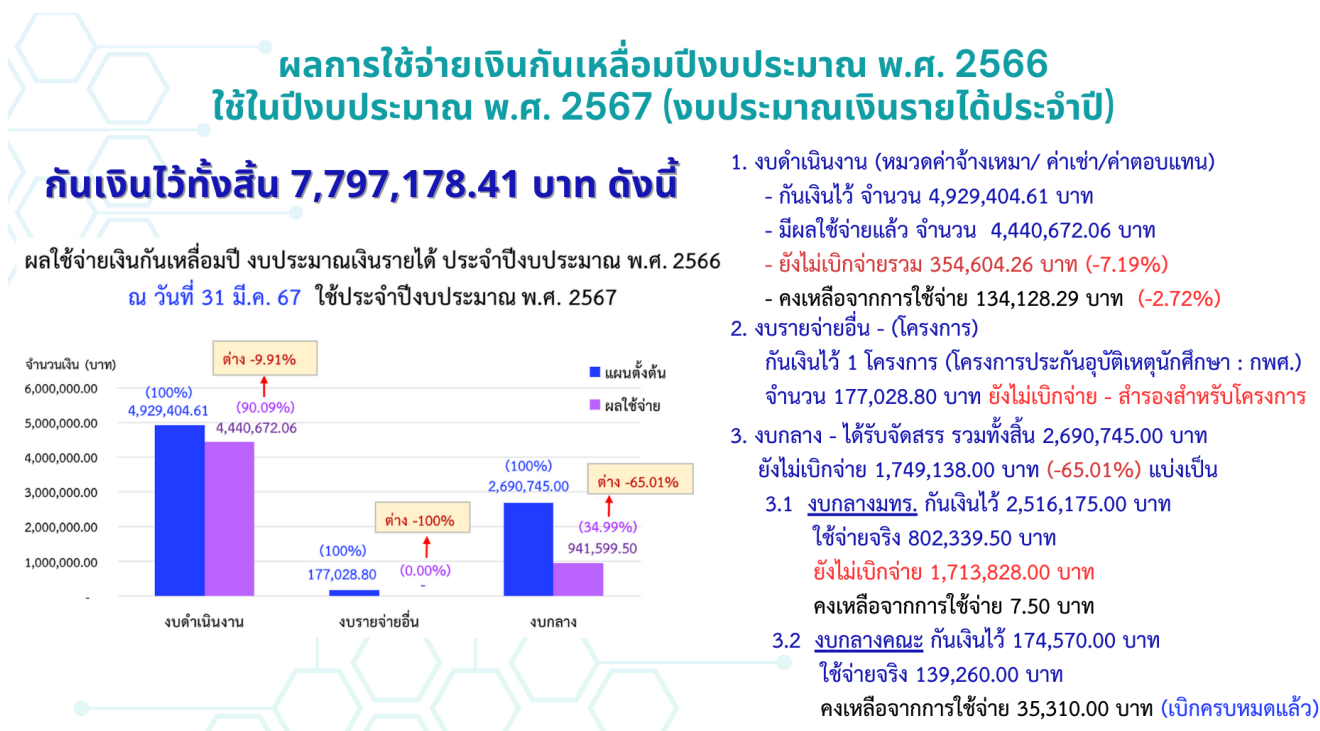 ผลการใช้จ่ายเงินกันเหลื่อมปีงบประมาณ พ.ศ. 2566
ใช้ในปีงบประมาณ พ.ศ. 2567 (งบประมาณเงินรายได้ประจำปี)
กันเงินไว้ทั้งสิ้น 7,797,178.41 บาท ดังนี้
ผลใช้จ่ายเงินกันเหลื่อมปี งบประมาณเงินรายได้ ประจำปีงบประมาณ พ.ศ. 2566
ณ วันที่ 31 มี.ค. 67 ใช้ประจำปีงบประมาณ พ.ศ. 2567
จำนวนเงิน (บาท)
6,000,000.00
5,000,000.00
4,000,000.00
3,000,000.00
2,000,000.00
1,000,000.00
-
แผนตั้งต้น
ผลใช้จ่าย
ต่าง -9.91%
(100%)
4,929,404.61
(90.09%)
4,440,672.06
งบดำเนินงาน
ต่าง -100%
(100%)
177,028.80
(0.00%)
-
งบรายจ่ายอื่น
ต่าง -65.01%
(100%)
2,690,745.00
(34.99%)
941,599.50
งบกลาง
1. งบดำเนินงาน (หมวดค่าจ้างเหมา/ ค่าเช่า/ค่าตอบแทน)
- กันเงินไว้ จำนวน 4,929,404.61 บาท
- มีผลใช้จ่ายแล้ว จำนวน 4,440,672.06 บาท
- ยังไม่เบิกจ่ายรวม 354,604.26 บาท (-7.19%)
- คงเหลือจากการใช้จ่าย 134,128.29 บาท (-2.72%)
2. งบรายจ่ายอื่น - (โครงการ)
กันเงินไว้ 1 โครงการ (โครงการประกันอุบัติเหตุนักศึกษา : กพศ.)
จำนวน 177,028.80 บาท ยังไม่เบิกจ่าย - สำรองสำหรับโครงการ
3. งบกลาง - ได้รับจัดสรร รวมทั้งสิ้น 2,690,745.00 บาท
ยังไม่เบิกจ่าย 1,749,138.00 บาท (-65.01%) แบ่งเป็น
3.1 งบกลางมทร. กันเงินไว้ 2,516,175.00 บาท
ใช้จ่ายจริง 802,339.50 บาท
ยังไม่เบิกจ่าย 1,713,828.00 บาท
คงเหลือจากการใช้จ่าย 7.50 บาท
3.2 งบกลางคณะ กันเงินไว้ 174,570.00 บาท
ใช้จ่ายจริง 139,260.00 บาท
คงเหลือจากการใช้จ่าย 35,310.00 บาท (เบิกครบหมดแล้ว)